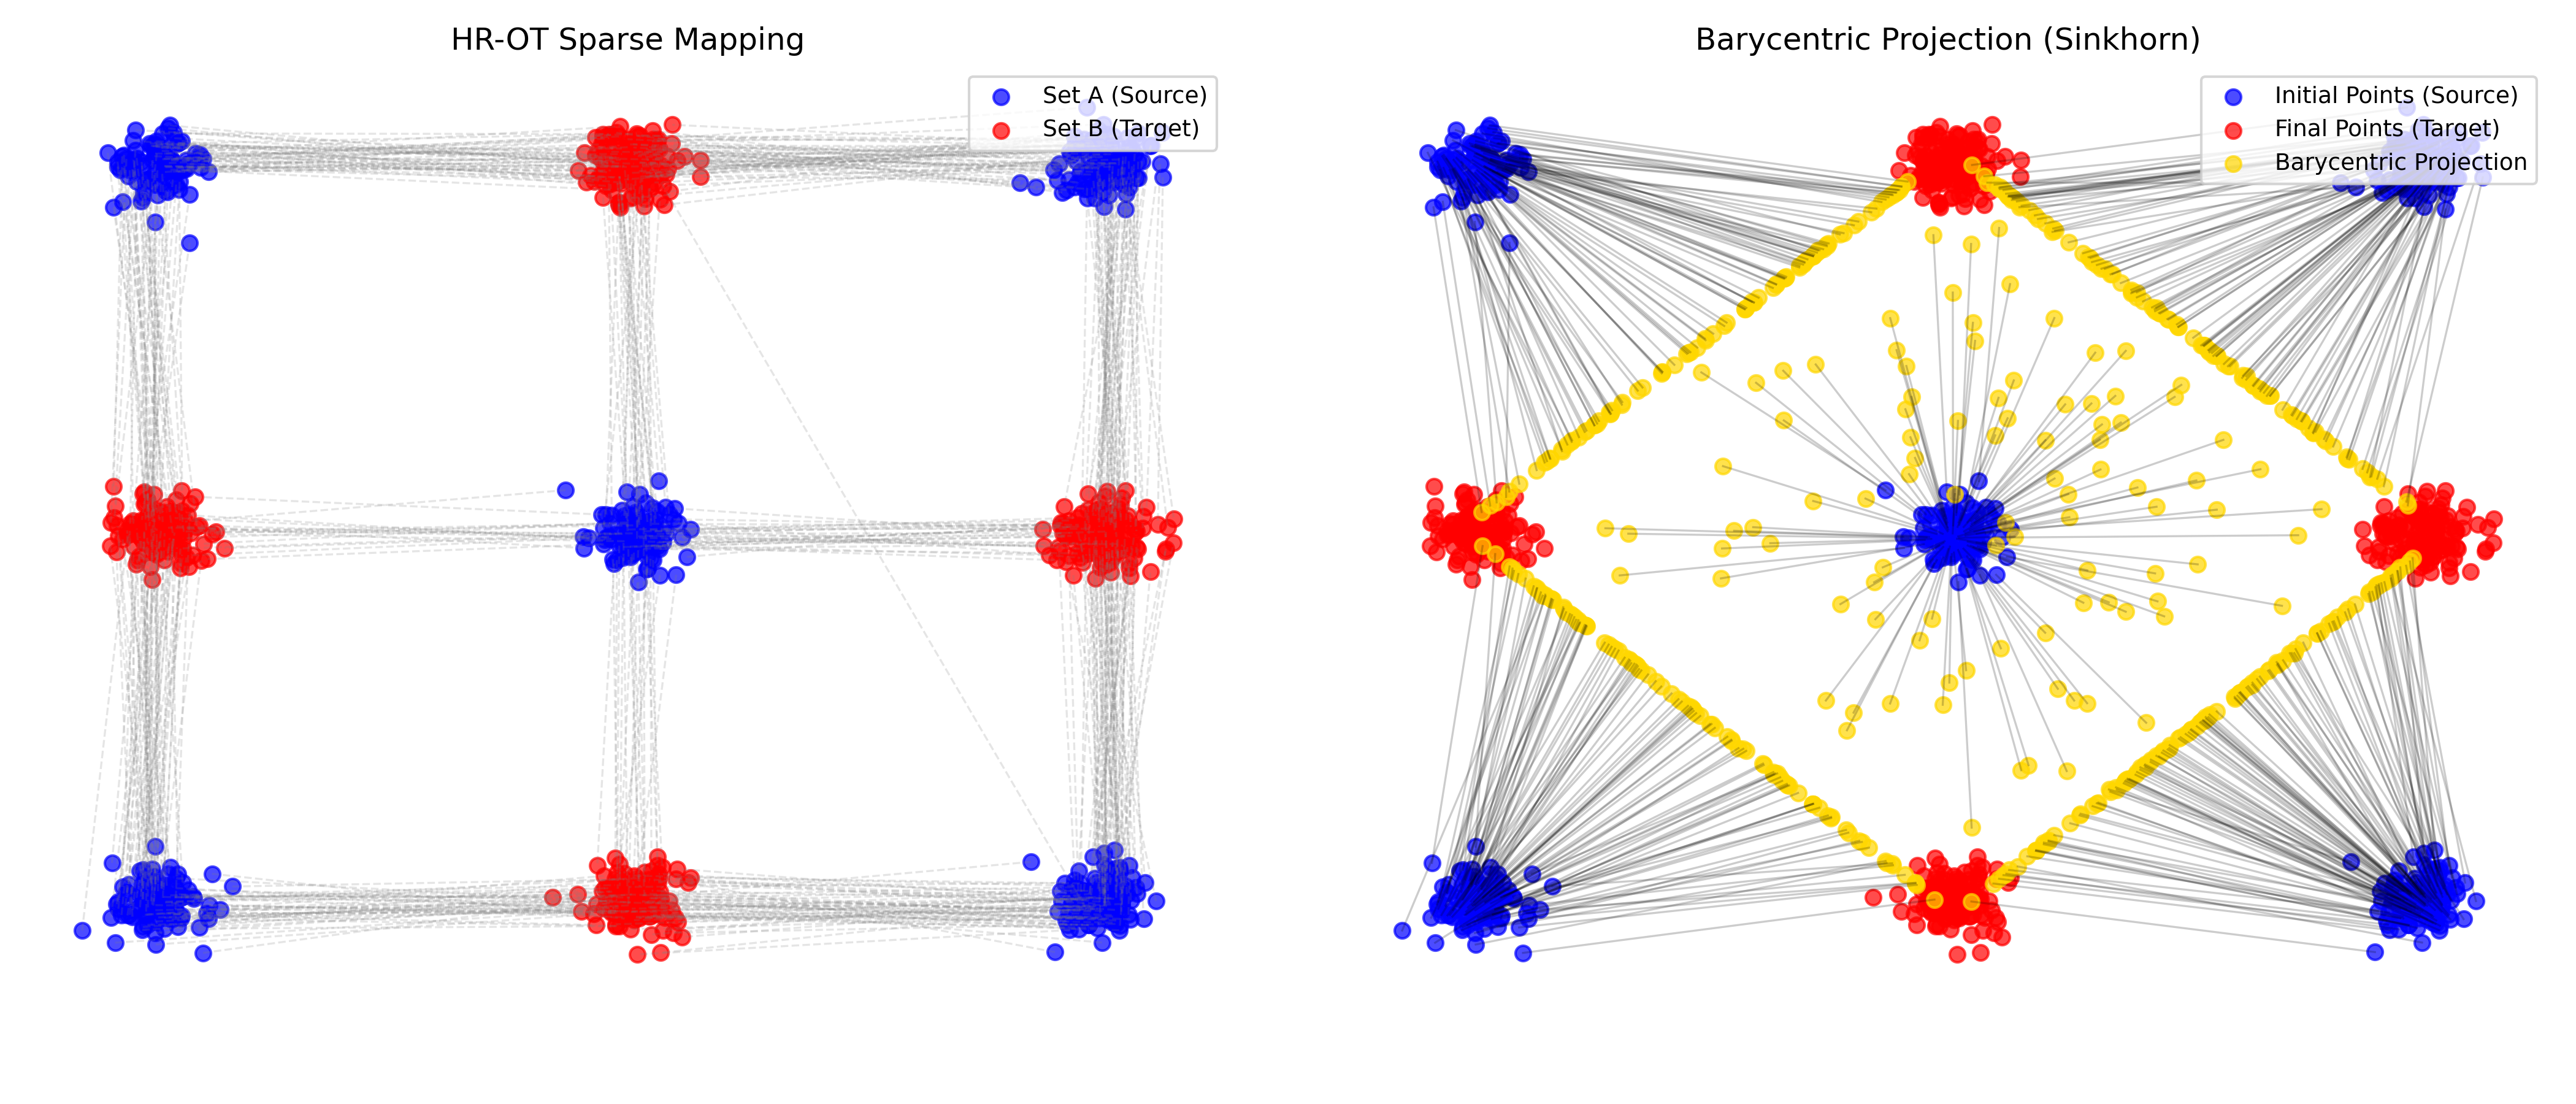 HR-OT Sparse Mapping
Set A (Source)
Set B (Target)
Barycentric Projection (Sinkhorn)
Initial Points (Source)
Final Points (Target)
Barycentric Projection